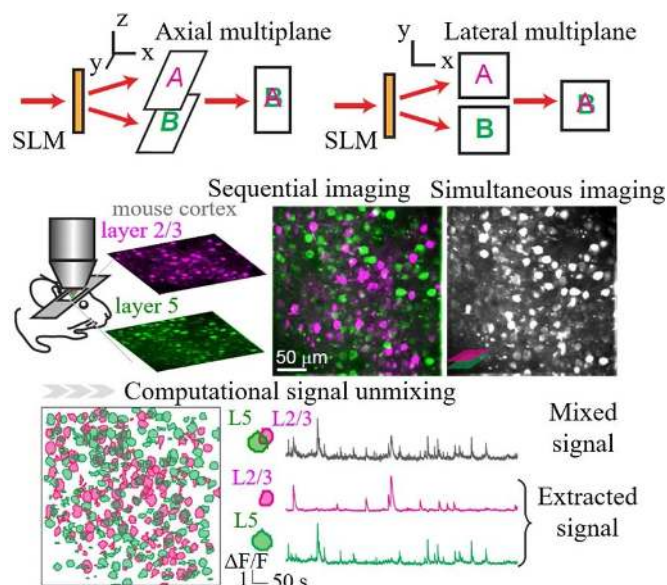 Axial multiplane
z
y
x
A
B
A
B
SLM
Lateral multiplane
y
x
A
B
A
B
SLM
Sequential imaging
Simultaneous imaging
mouse cortex
layer 2/3
layer 5
50 μm
Computational signal unmixing
L5
L2/3
Mixed
signal
L2/3
L5
Extracted
signal
ΔF/F
1
50 s